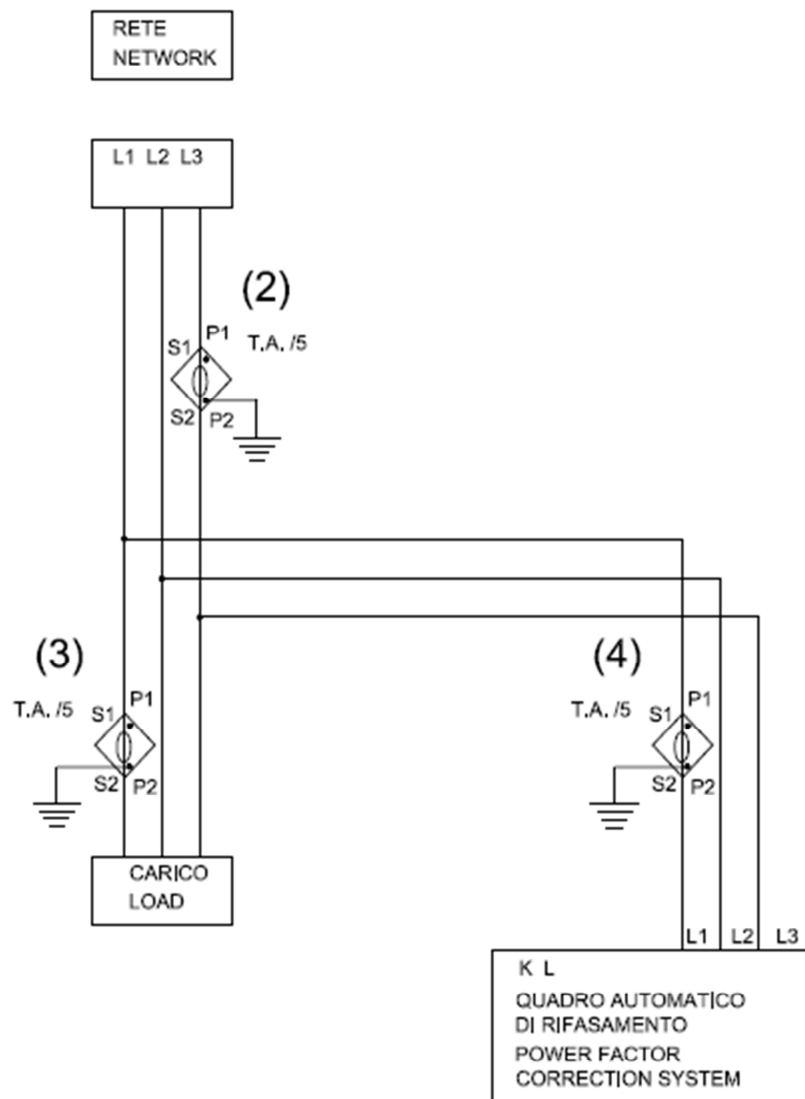 RETE
NETWORK
L1 L2 L3
(2)
P1
S1
T.A. /5
S2
P2
(3)
P1
T.A. /5
S1
S2
P2
(4)
P1
T.A. /5
S1
S2
P2
CARICO
LOAD
L1 L2 L3
K L
QUADRO AUTOMATICO
DI RIFASAMENTO
POWER FACTOR
CORRECTION SYSTEM